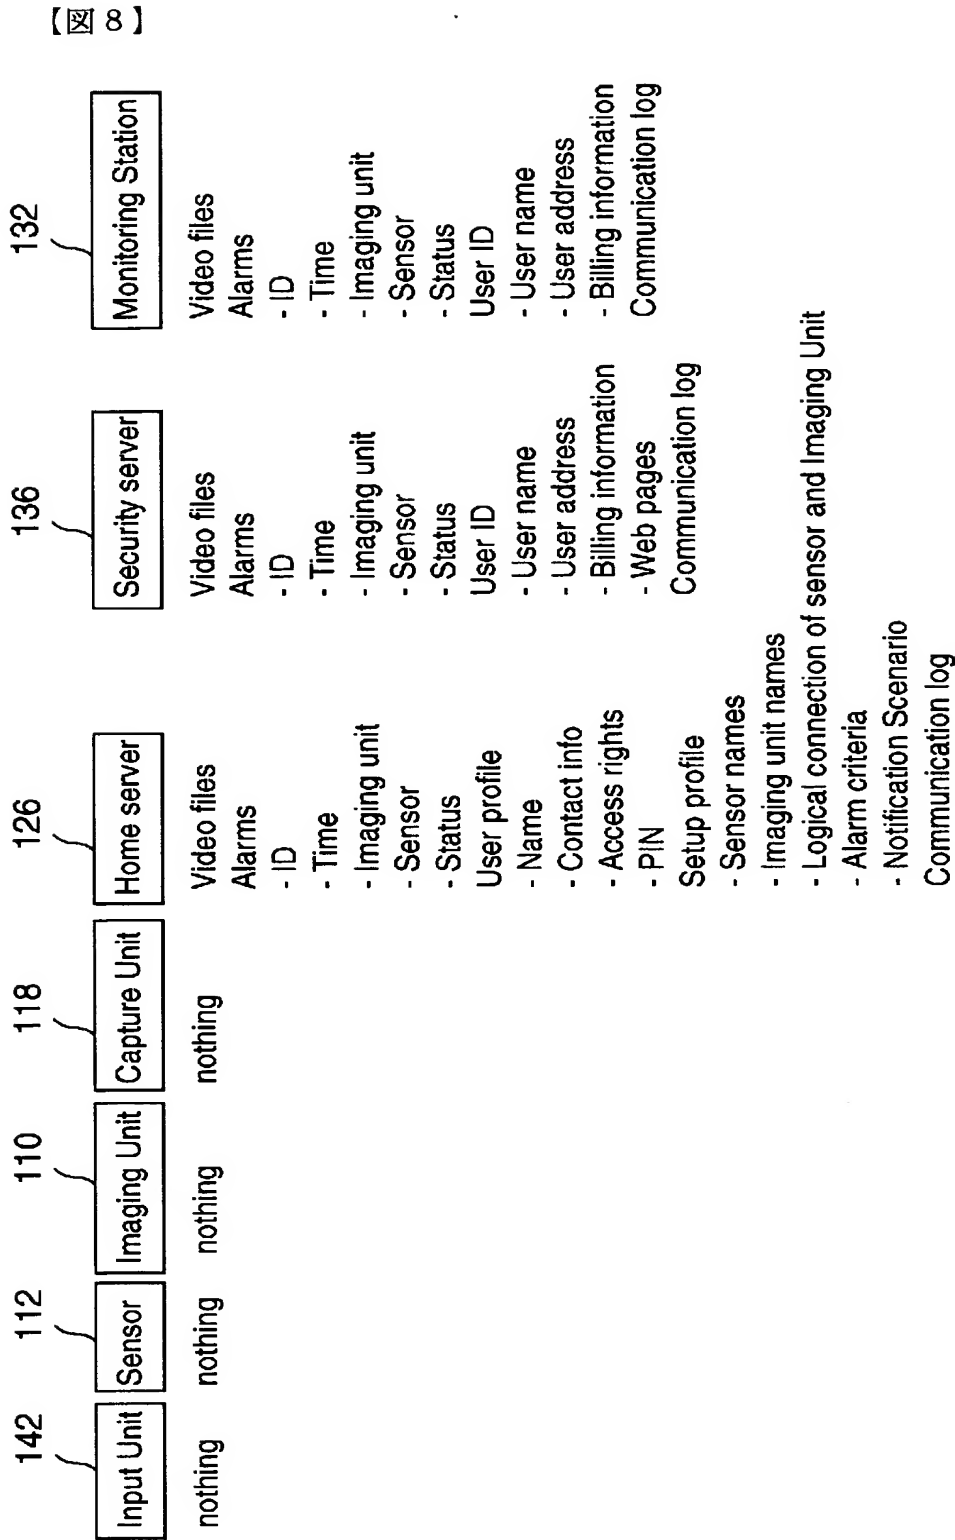 【図８】
142
Input Unit
nothing
112
Sensor
nothing
110
Imaging Unit
nothing
118
Capture Unit
nothing
126
Home server
Video files
Alarms
- ID
- Time
- Imaging unit
- Sensor
- Status
User profile
- Name
- Contact info
- Access rights
- PIN
Setup profile
- Sensor names
- Imaging unit names
- Logical connection of sensor and Imaging Unit
- Alarm criteria
- Notification Scenario
Communication log
136
Security server
Video files
Alarms
- ID
- Time
- Imaging unit
- Sensor
- Status
User ID
- User name
- User address
- Billing information
- Web pages
Communication log
132
Monitoring Station
Video files
Alarms
- ID
- Time
- Imaging unit
- Sensor
- Status
User ID
- User name
- User address
- Billing information
Communication log